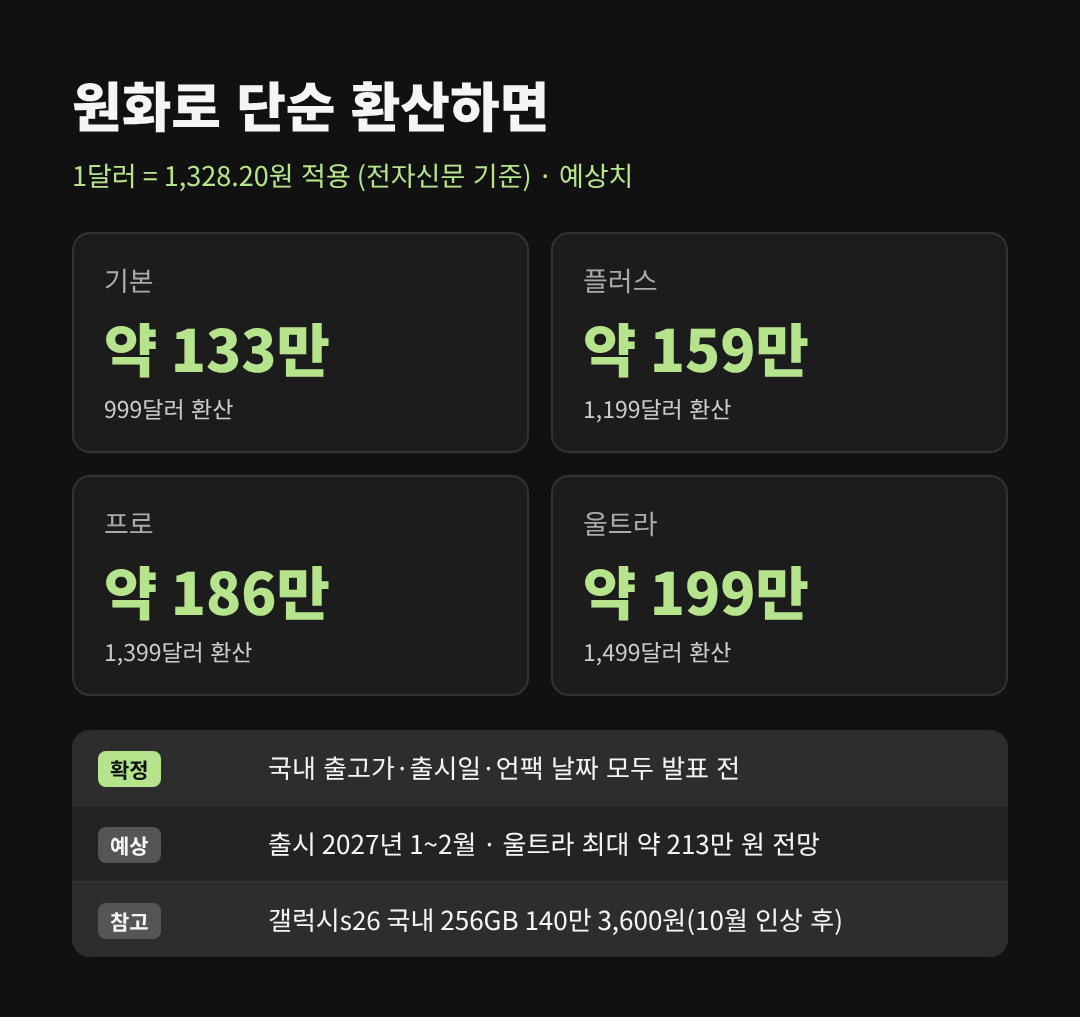 원화로 단순 환산하면
1달러 = 1,328.20원 적용 (전자신문 기준) · 예상치
기본
약 133만
999달러 환산
플러스
약 159만
1,199달러 환산
프로
약 186만
1,399달러 환산
울트라
약 199만
1,499달러 환산
확정 국내 출고가·출시일·언팩 날짜 모두 발표 전
예상 출시 2027년 1~2월 · 울트라 최대 약 213만 원 전망
참고 갤럭시s26 국내 256GB 140만 3,600원(10월 인상 후)